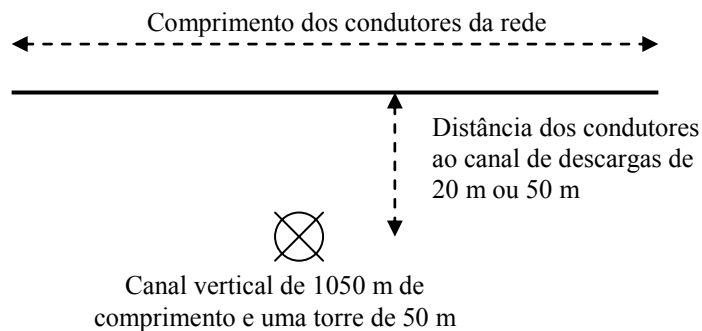 Comprimento dos condutores da rede
Distância dos condutores
ao canal de descargas de
20 m ou 50 m
Canal vertical de 1050 m de
comprimento e uma torre de 50 m